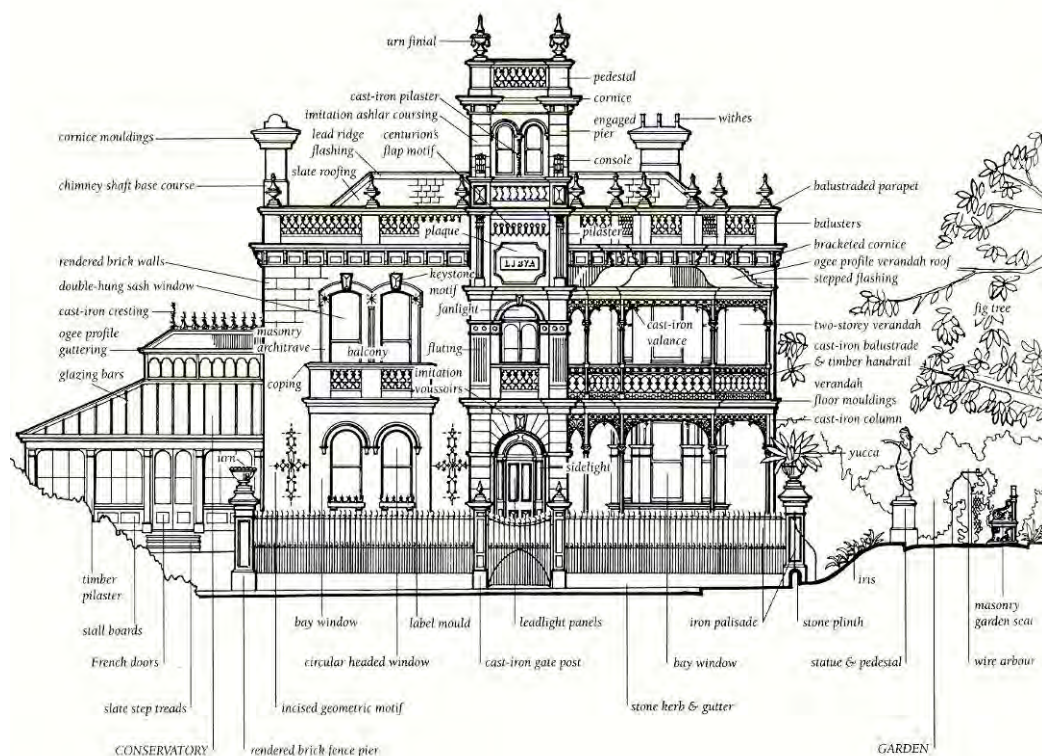 urn finial
pedestal
cast-iron pilaster
cornice
imitation ashlar coursing
engaged
pier
withes
cornice mouldings
lead ridge
flashing
centurion's
flap motif
console
slate roofing
chimney shaft base course
balustraded parapet
plaque
pilaster
balusters
bracketed cornice
LIBYA
ogee profile verandah roof
rendered brick walls
keystone
motif
stepped flashing
double-hung sash window
fanlight
cast-iron cresting
masonry
architrave
cast-iron
valance
two-storey verandah
fig tree
ogee profile
guttering
balcony
fluting
cast-iron balustrade
& timber handrail
glazing bars
coping
imitation
voussoirs
verandah
floor mouldings
cast-iron column
urn
sidelight
yucca
timber
pilaster
iris
masonry
garden seat
stall boards
bay window
label mould
leadlight panels
iron palisade
stone plinth
French doors
circular headed window
cast-iron gate post
bay window
statue & pedestal
wire arbour
slate step treads
incised geometric motif
stone kerb & gutter
CONSERVATORY
rendered brick fence pier
GARDEN